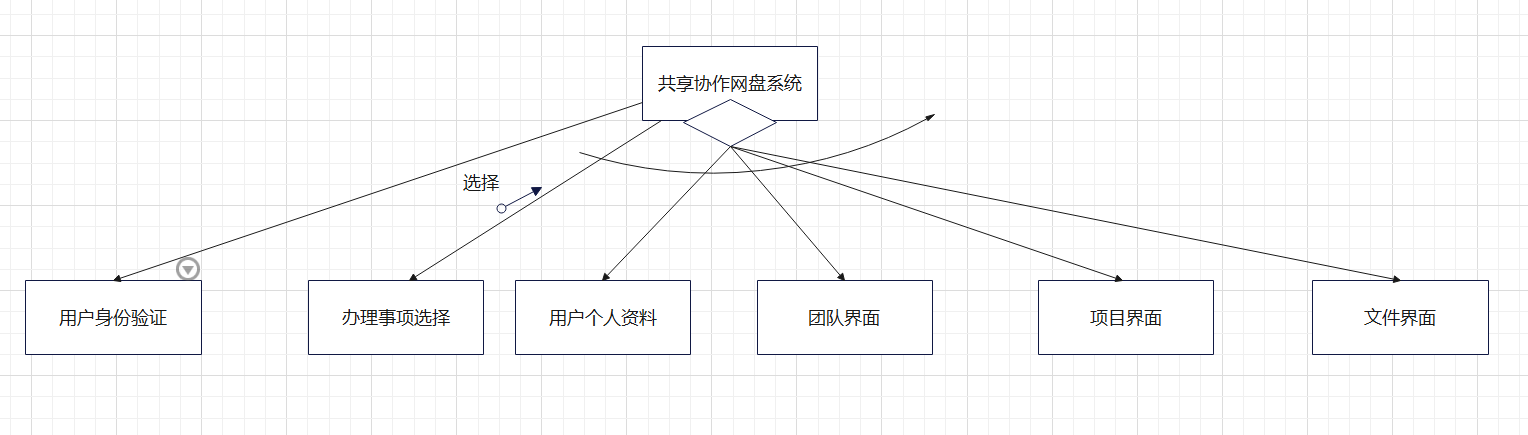 共享协作网盘系统
选择
用户身份验证
办理事项选择
用户个人资料
团队界面
项目界面
文件界面